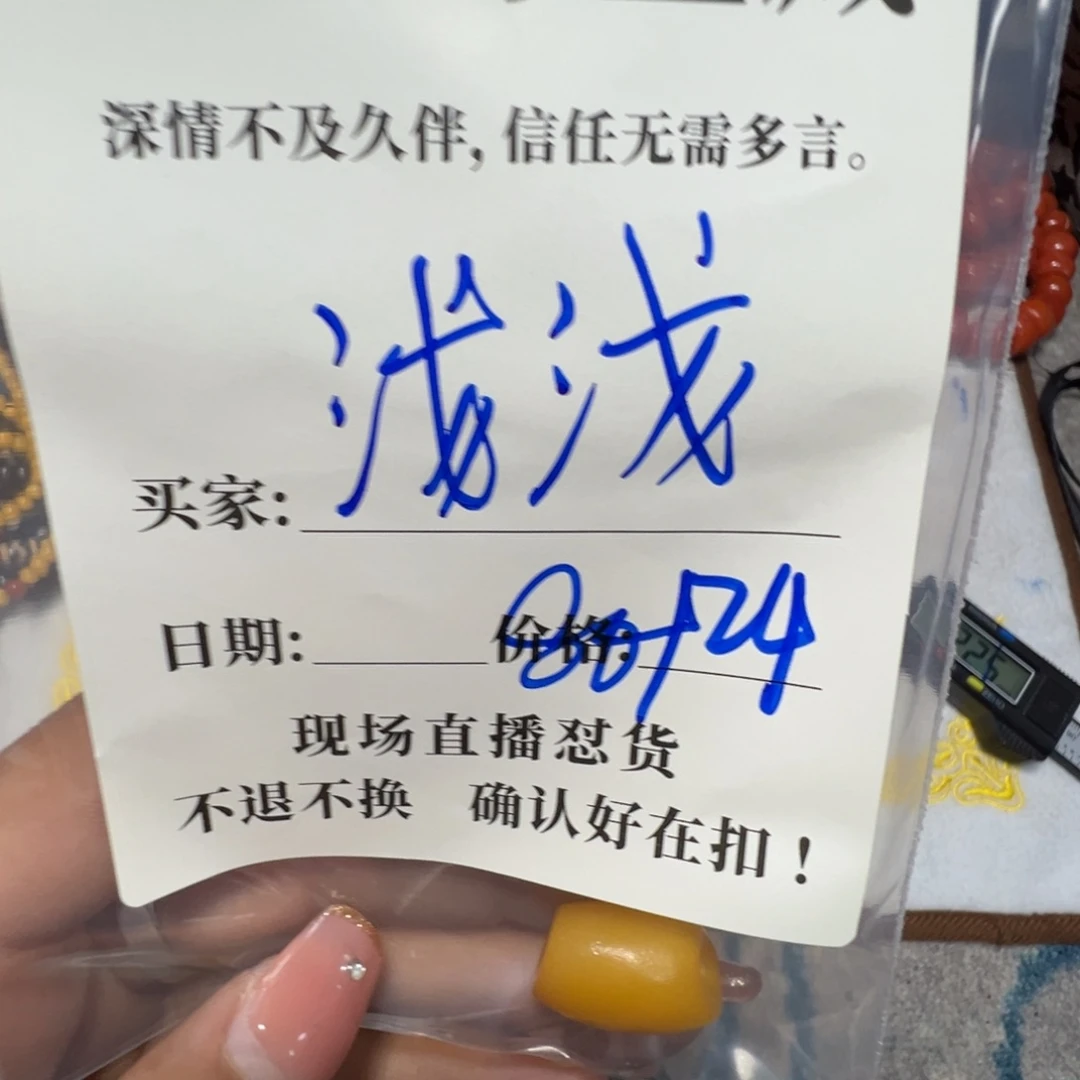 深情不及久伴,信任无需多言。
买家: 浅浅
日期: 价格:
现场直播怼货
不退不换 确认好在扣!